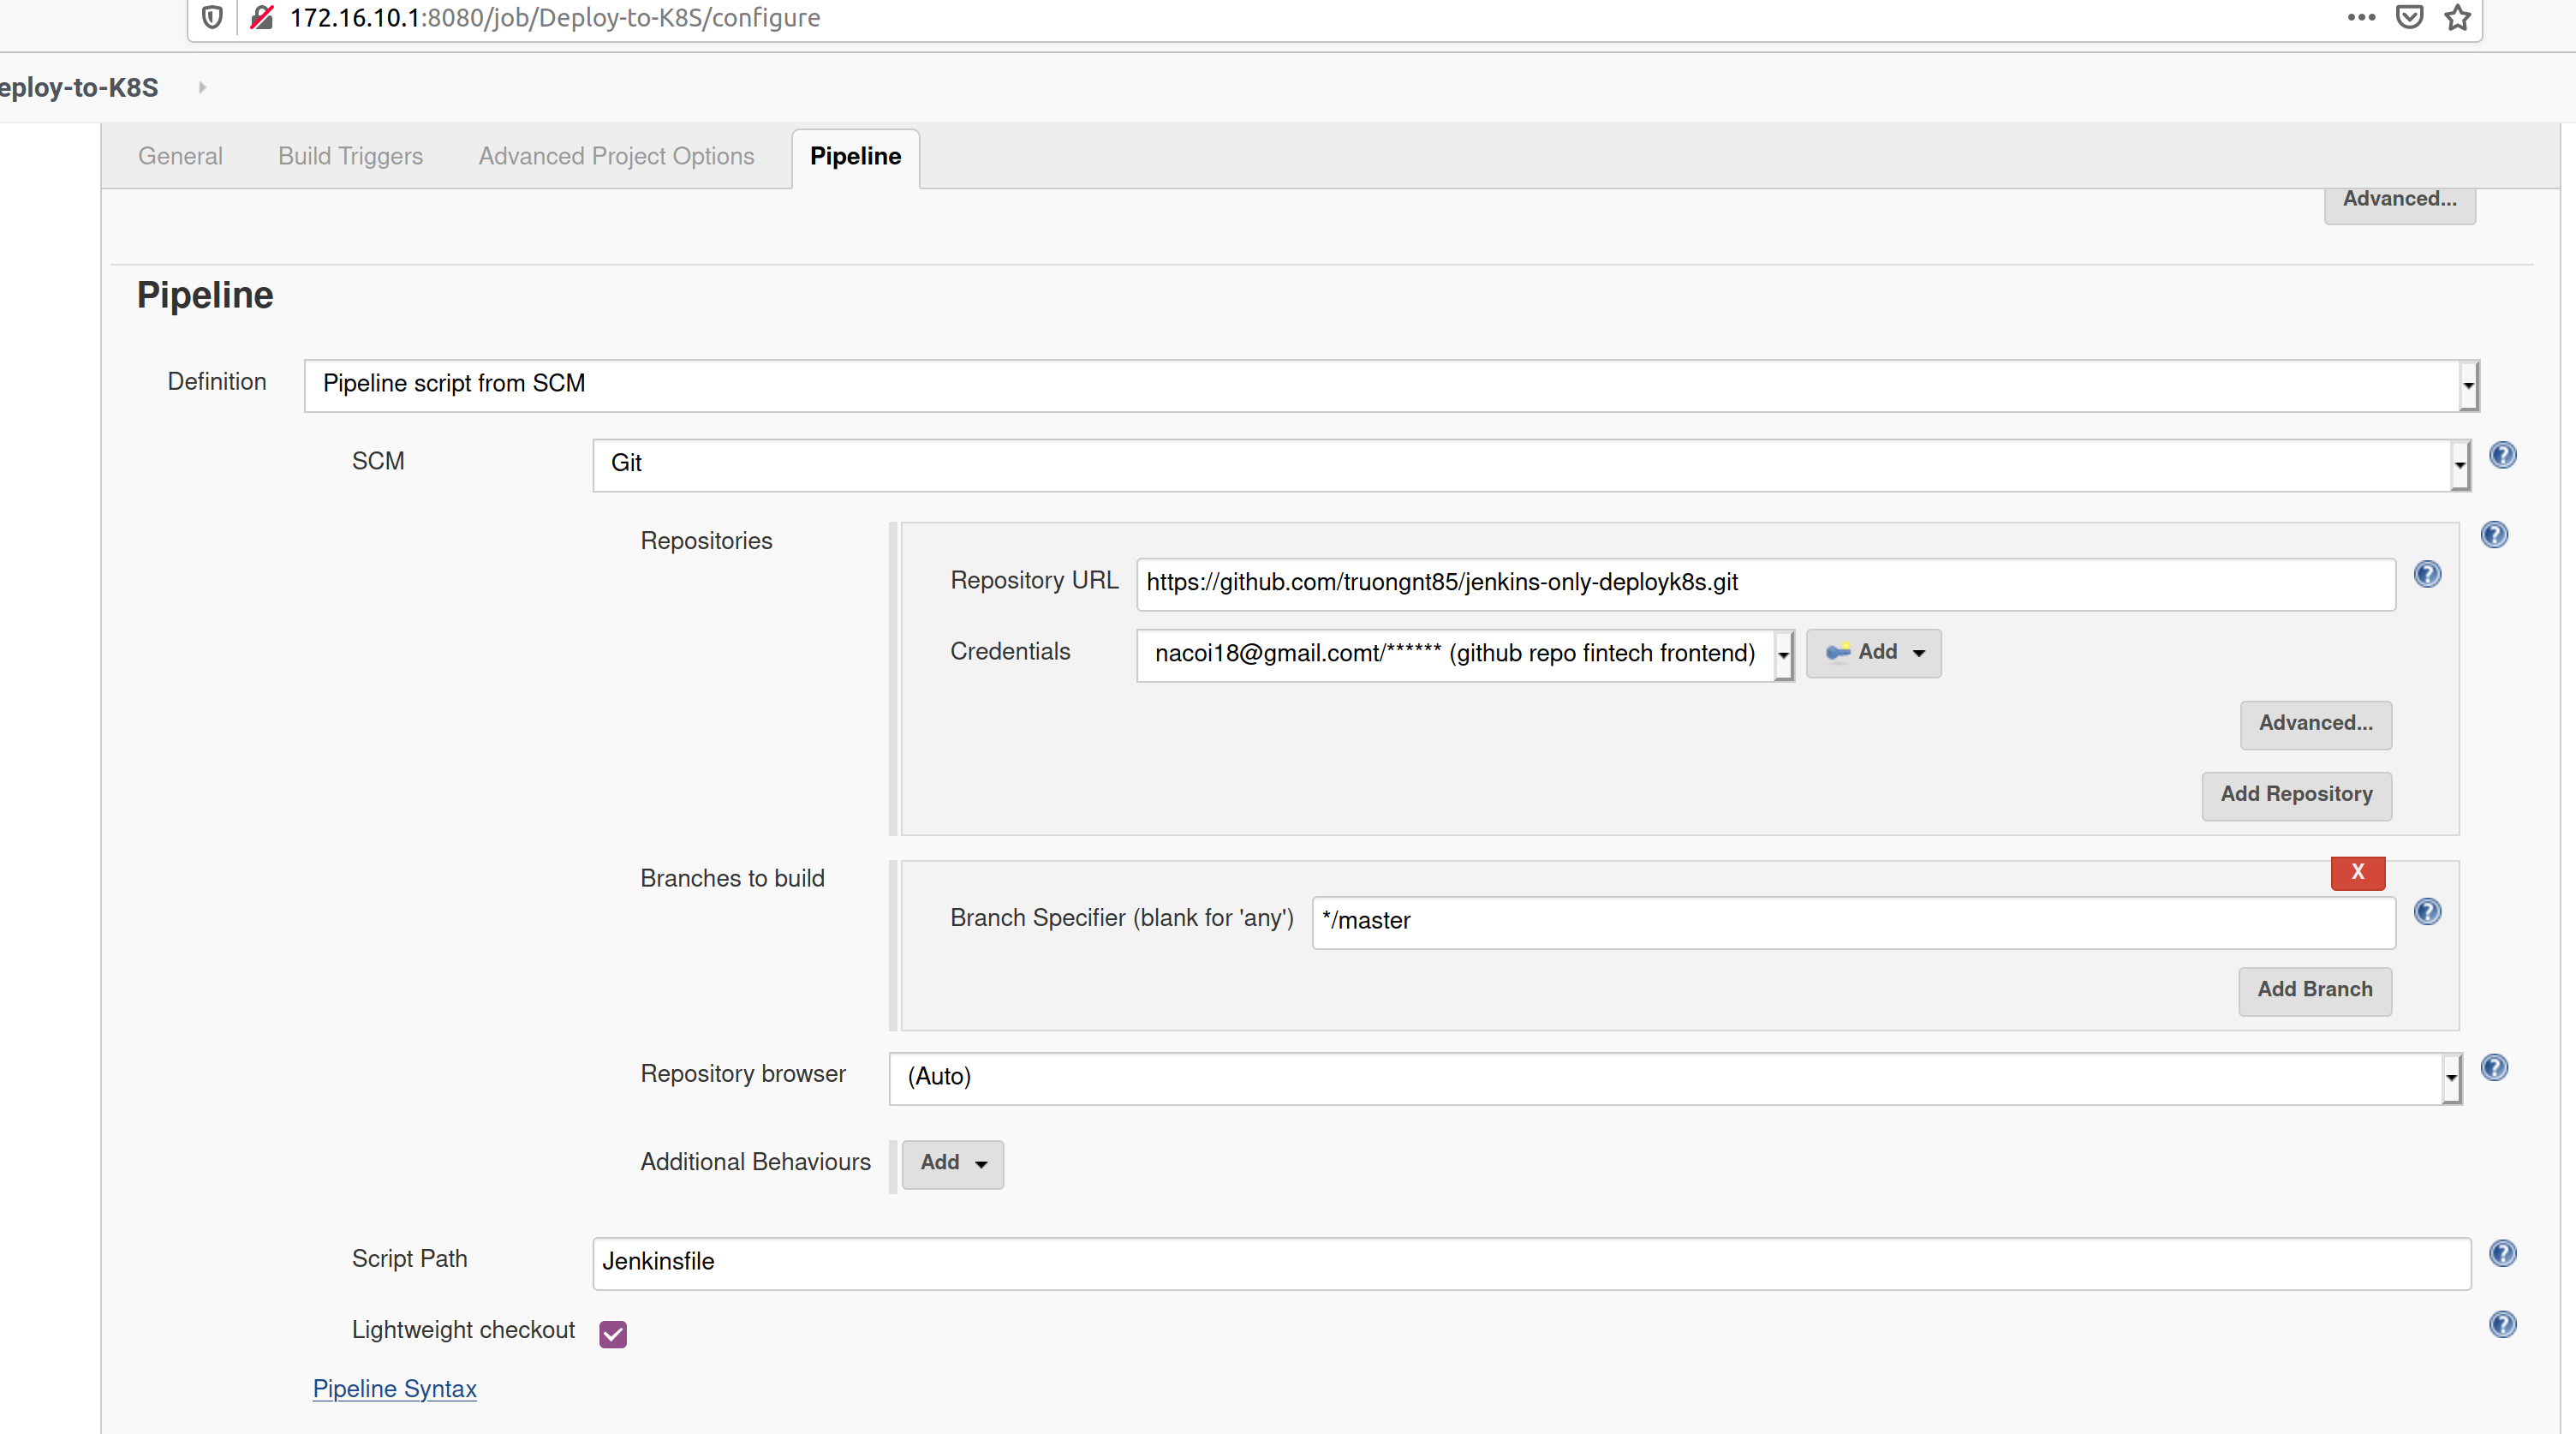 172.16.10.1:8080/job/Deploy-to-K8S/configure
eploy-to-K8S
General Build Triggers Advanced Project Options Pipeline
Advanced...
Pipeline
Definition Pipeline script from SCM
SCM Git
Repositories
Repository URL https://github.com/truongnt85/jenkins-only-deployk8s.git
Credentials nacoi18@gmail.comt/****** (github repo fintech frontend) Add
Advanced...
Add Repository
Branches to build X
Branch Specifier (blank for 'any') */master
Add Branch
Repository browser (Auto)
Additional Behaviours Add
Script Path Jenkinsfile
Lightweight checkout
Pipeline Syntax